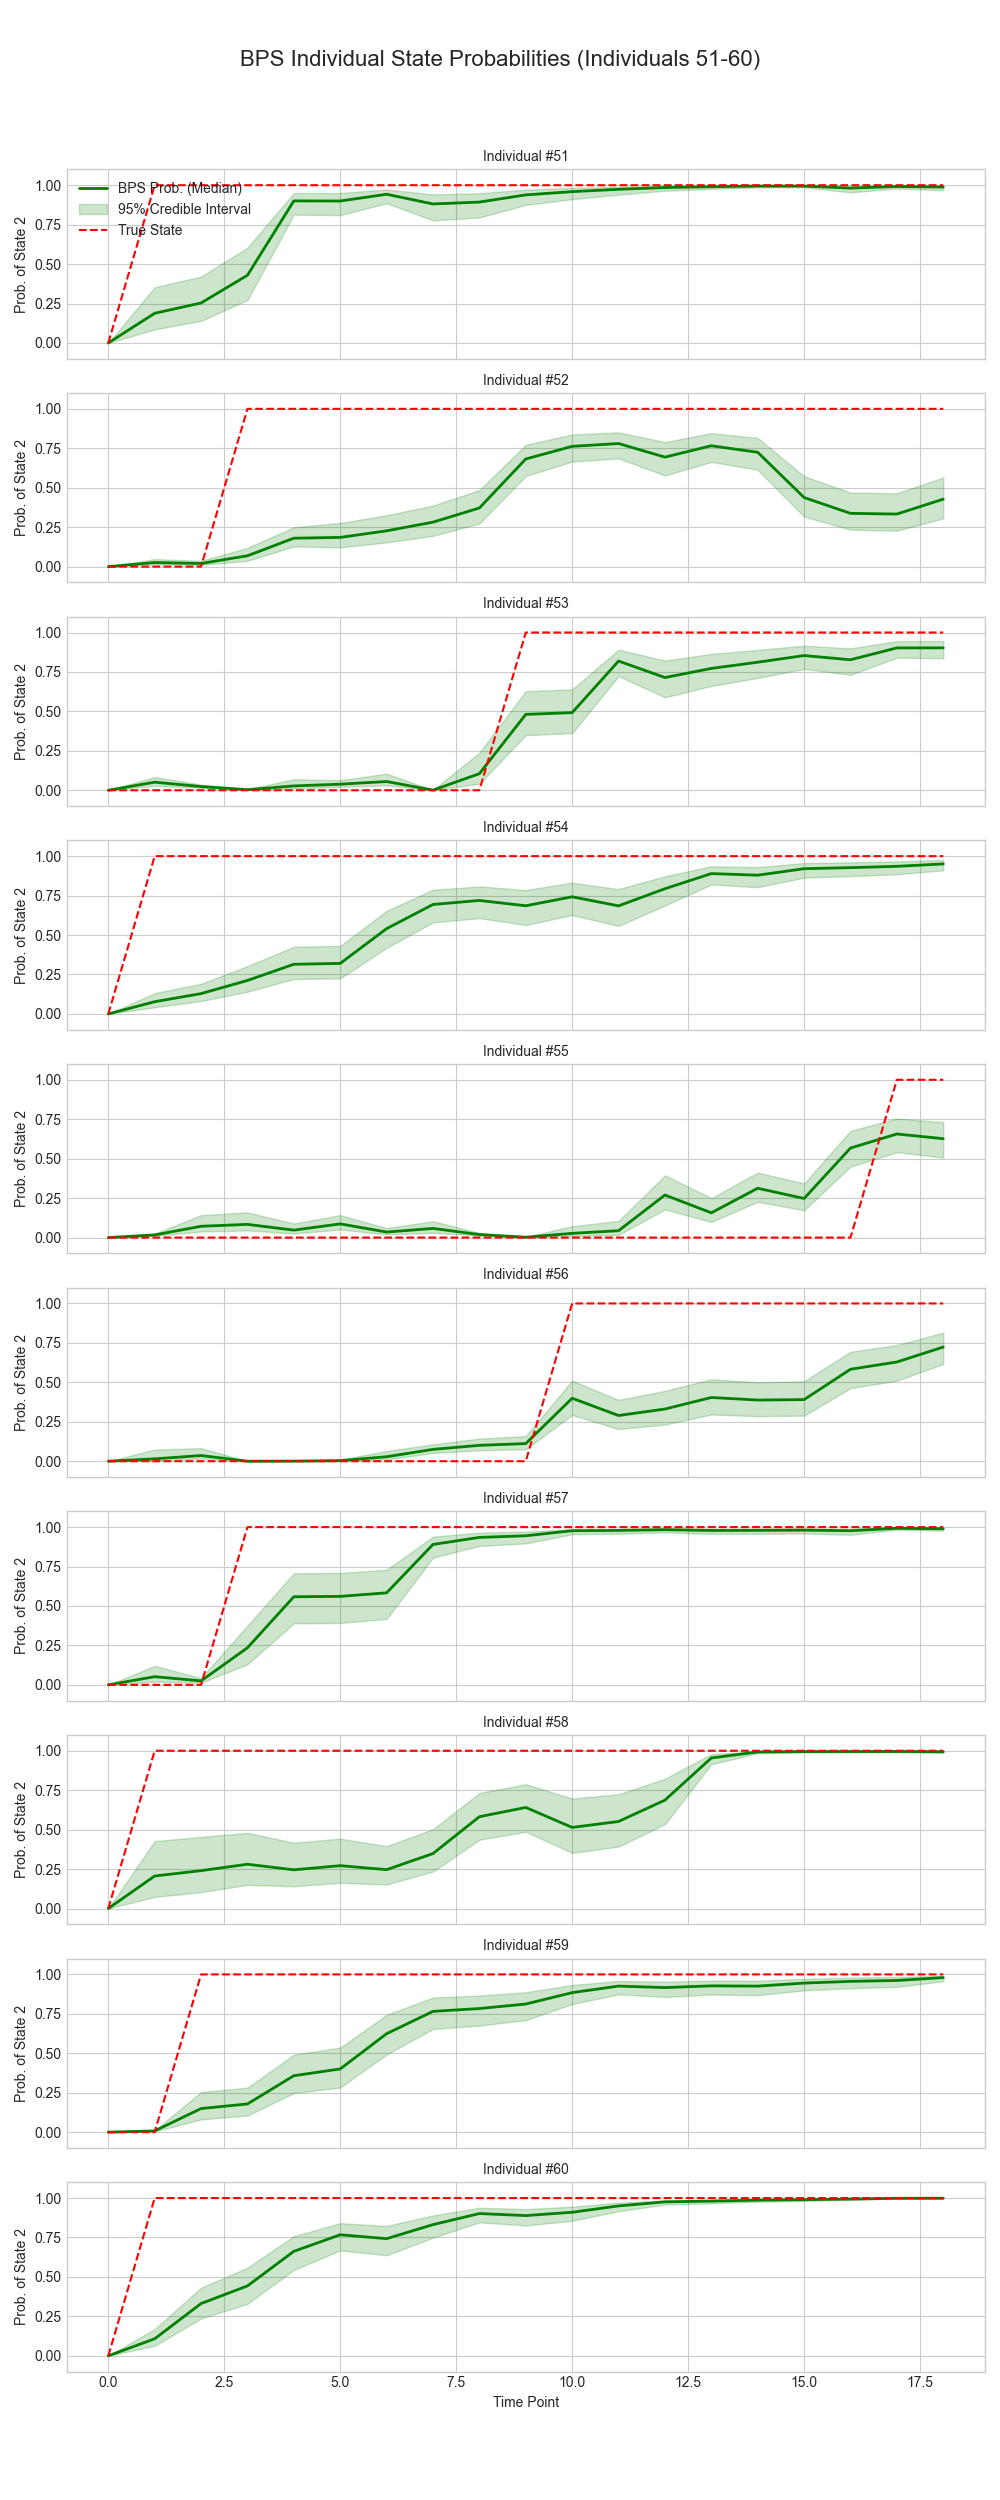 BPS Individual State Probabilities (Individuals 51-60)
Individual #51
BPS Prob. (Median)
95% Credible Interval
True State
Prob. of State 2
1.00
0.75
0.50
0.25
0.00
Individual #52
Prob. of State 2
1.00
0.75
0.50
0.25
0.00
Individual #53
Prob. of State 2
1.00
0.75
0.50
0.25
0.00
Individual #54
Prob. of State 2
1.00
0.75
0.50
0.25
0.00
Individual #55
Prob. of State 2
1.00
0.75
0.50
0.25
0.00
Individual #56
Prob. of State 2
1.00
0.75
0.50
0.25
0.00
Individual #57
Prob. of State 2
1.00
0.75
0.50
0.25
0.00
Individual #58
Prob. of State 2
1.00
0.75
0.50
0.25
0.00
Individual #59
Prob. of State 2
1.00
0.75
0.50
0.25
0.00
Individual #60
Prob. of State 2
1.00
0.75
0.50
0.25
0.00
0.0 2.5 5.0 7.5 10.0 12.5 15.0 17.5
Time Point